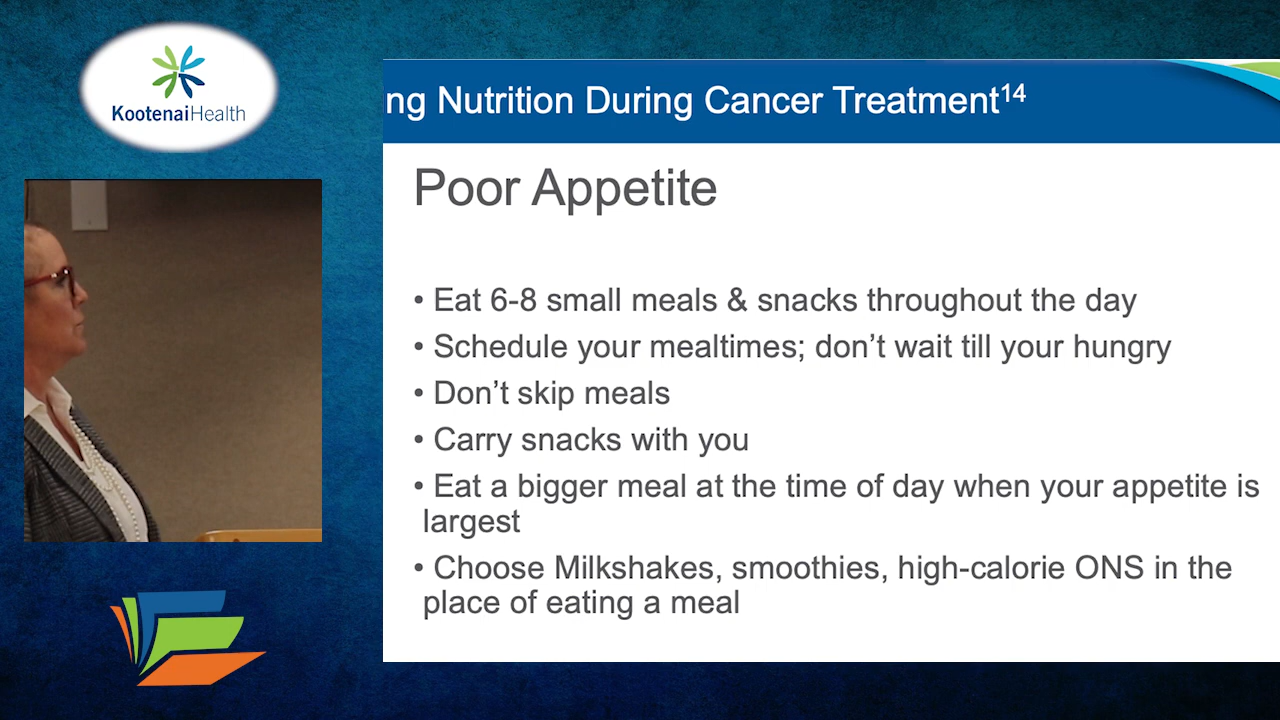 KootenaiHealth
ng Nutrition During Cancer Treatment14
Poor Appetite
• Eat 6-8 small meals & snacks throughout the day
• Schedule your mealtimes; don’t wait till your hungry
• Don’t skip meals
• Carry snacks with you
• Eat a bigger meal at the time of day when your appetite is
largest
• Choose Milkshakes, smoothies, high-calorie ONS in the
place of eating a meal